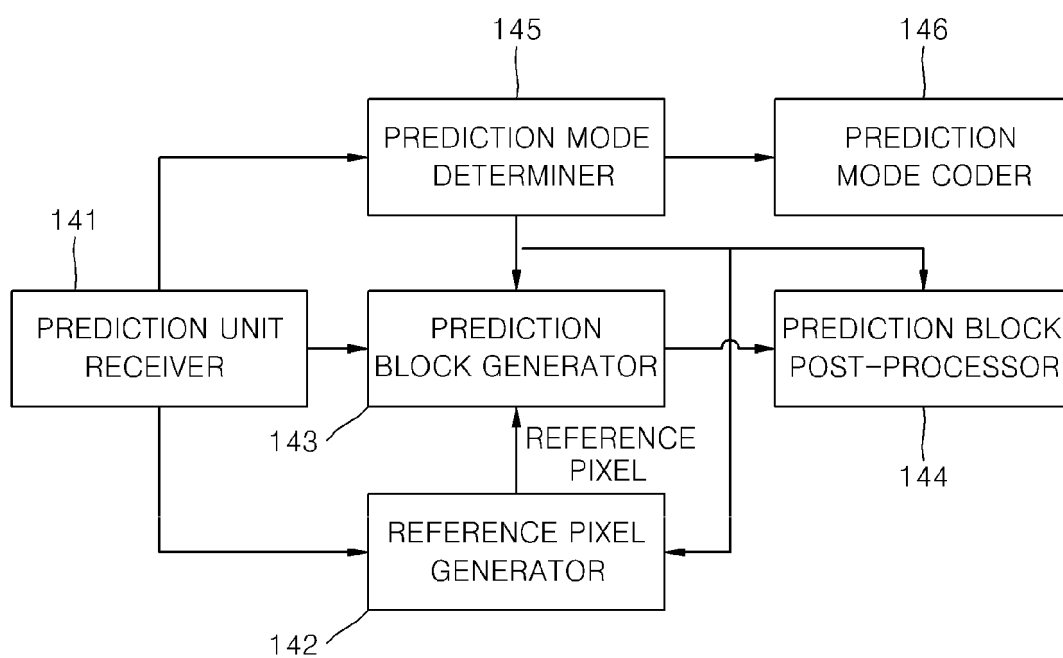 145
146
PREDICTION MODE
DETERMINER
PREDICTION
MODE CODER
141
PREDICTION UNIT
RECEIVER
PREDICTION
BLOCK GENERATOR
PREDICTION BLOCK
POST-PROCESSOR
143
REFERENCE
PIXEL
144
REFERENCE PIXEL
GENERATOR
142